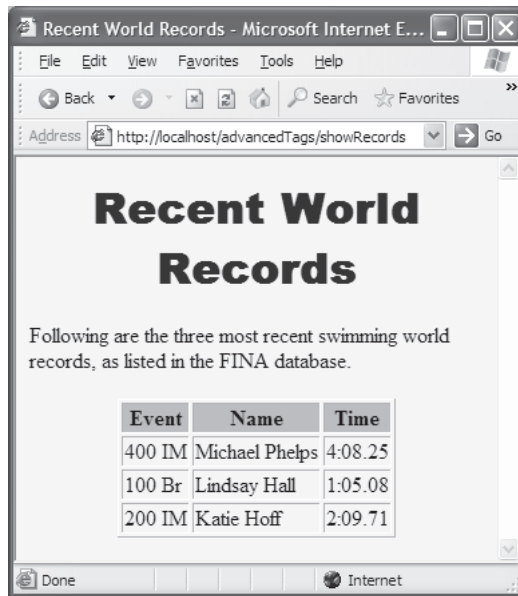 Recent World Records - Microsoft Internet E...
File Edit View Favorites Tools Help
Back Search Favorites »
Address http://localhost/advancedTags/showRecords Go
Recent World
Records
Following are the three most recent swimming world
records, as listed in the FINA database.
Event Name Time
400 IM Michael Phelps 4:08.25
100 Br Lindsay Hall 1:05.08
200 IM Katie Hoff 2:09.71
Done Internet